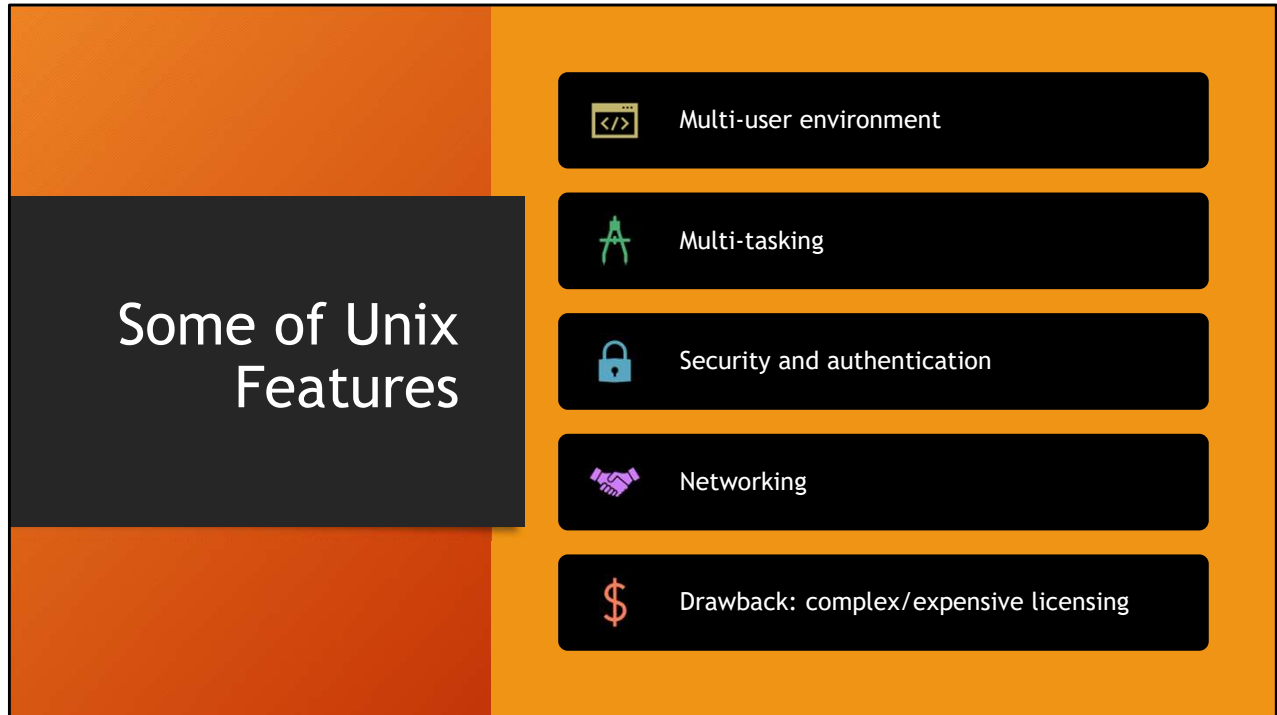 Some of Unix
Features
</> Multi-user environment
Multi-tasking
Security and authentication
Networking
$ Drawback: complex/expensive licensing